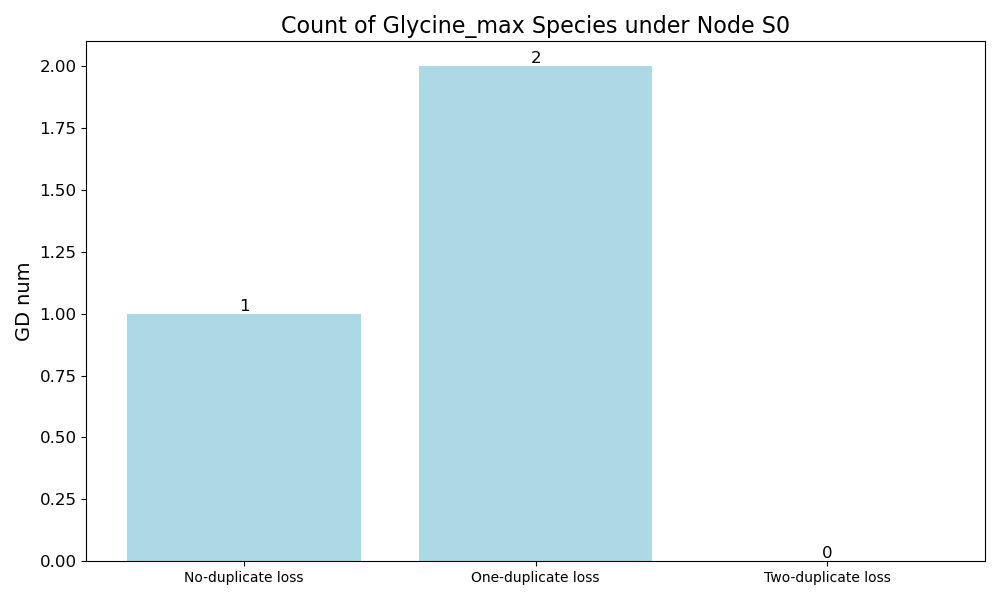 Count of Glycine_max Species under Node S0
GD num
2.00
1.75
1.50
1.25
1.00
0.75
0.50
0.25
0.00
1
2
0
No-duplicate loss
One-duplicate loss
Two-duplicate loss